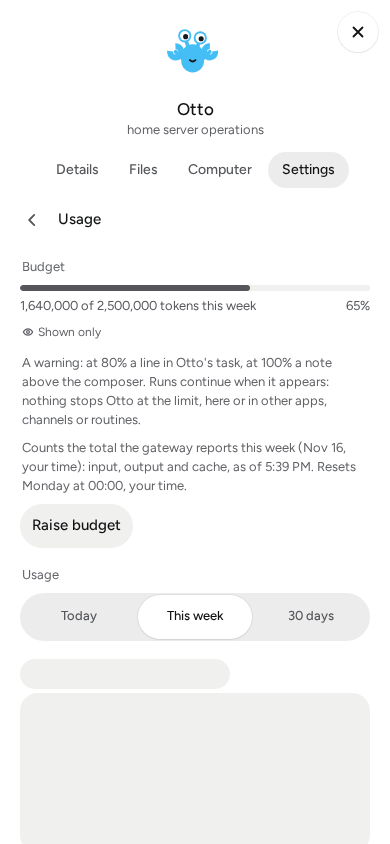 Otto
home server operations
Details
Files
Computer
Settings
Usage
Budget
1,640,000 of 2,500,000 tokens this week
65%
Shown only
A warning: at 80% a line in Otto's task, at 100% a note
above the composer. Runs continue when it appears:
nothing stops Otto at the limit, here or in other apps,
channels or routines.
Counts the total the gateway reports this week (Nov 16,
your time): input, output and cache, as of 5:39 PM. Resets
Monday at 00:00, your time.
Raise budget
Usage
Today
This week
30 days